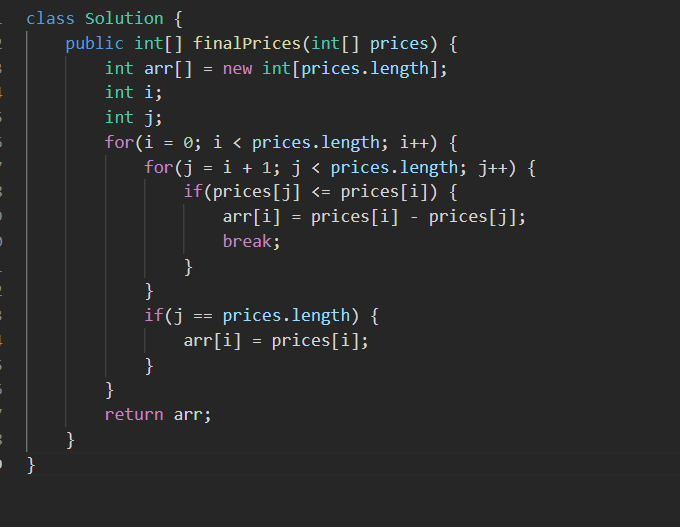 class Solution {
    public int[] finalPrices(int[] prices) {
        int arr[] = new int[prices.length];
        int i;
        int j;
        for(i = 0; i < prices.length; i++) {
            for(j = i + 1; j < prices.length; j++) {
                if(prices[j] <= prices[i]) {
                    arr[i] = prices[i] - prices[j];
                    break;
                }
            }
            if(j == prices.length) {
                arr[i] = prices[i];
            }
        }
        return arr;
    }
}